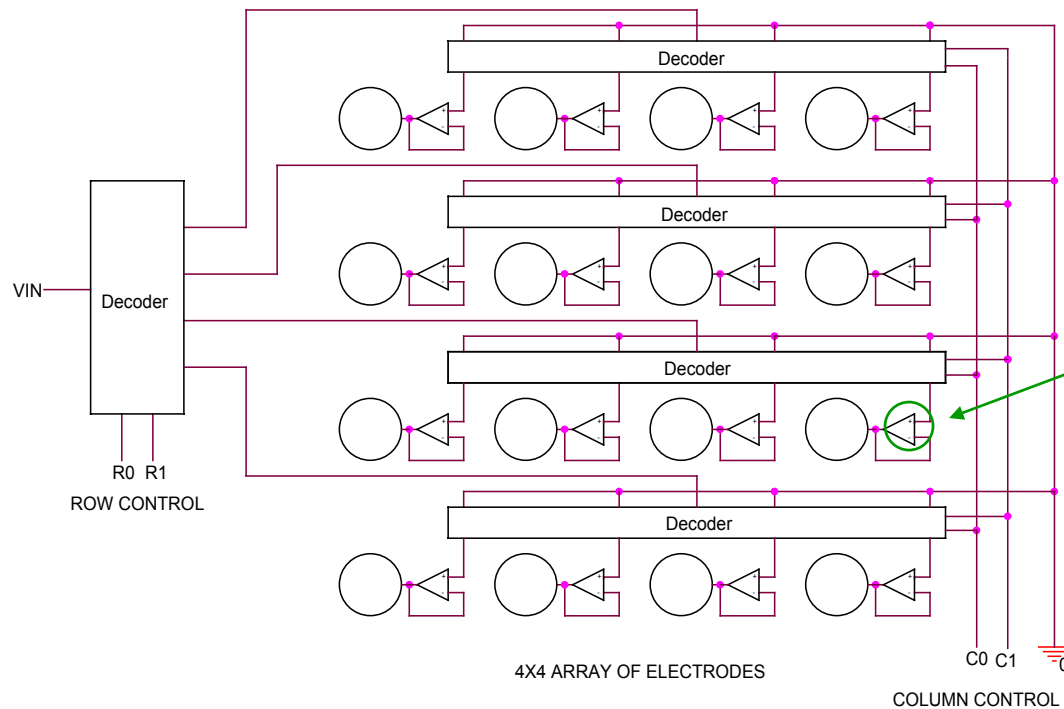 Decoder
Decoder
VIN
Decoder
Decoder
R0 R1
ROW CONTROL
Decoder
4X4 ARRAY OF ELECTRODES
C0 C1
COLUMN CONTROL